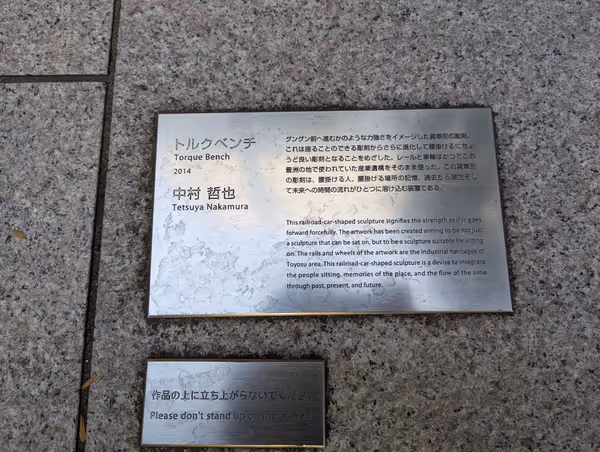 トルクベンチ
Torque Bench
2014
中村 哲也
Tetsuya Nakamura
グングン前へ進むかのような力強さをイメージした貨車形の彫刻。
これは座ることのできる彫刻からさらに進化して腰掛けるにちょ
うど良い彫刻となることをめざした。レールと車輪はかつてこの
豊洲の地で使われていた産業遺構をそのまま使った。この貨車形
の彫刻は、腰掛ける人、腰掛ける場所の記憶、過去から現在そし
て未来への時間の流れがひとつに溶け込む装置である。
This railroad-car-shaped sculpture signifies the strength as if it goes
forward forcefully. The artwork has been created aiming to be not just
a sculpture that can be sat on, but to be a sculpture suitable for sitting
on. The rails and wheels of the artwork are the industrial heritages of
Toyosu area. This railroad-car-shaped sculpture is a devise to integrate
the people sitting, memories of the place, and the flow of the time
through past, present, and future.
作品の上に立ち上がらないでください
Please don't stand up on the artwork